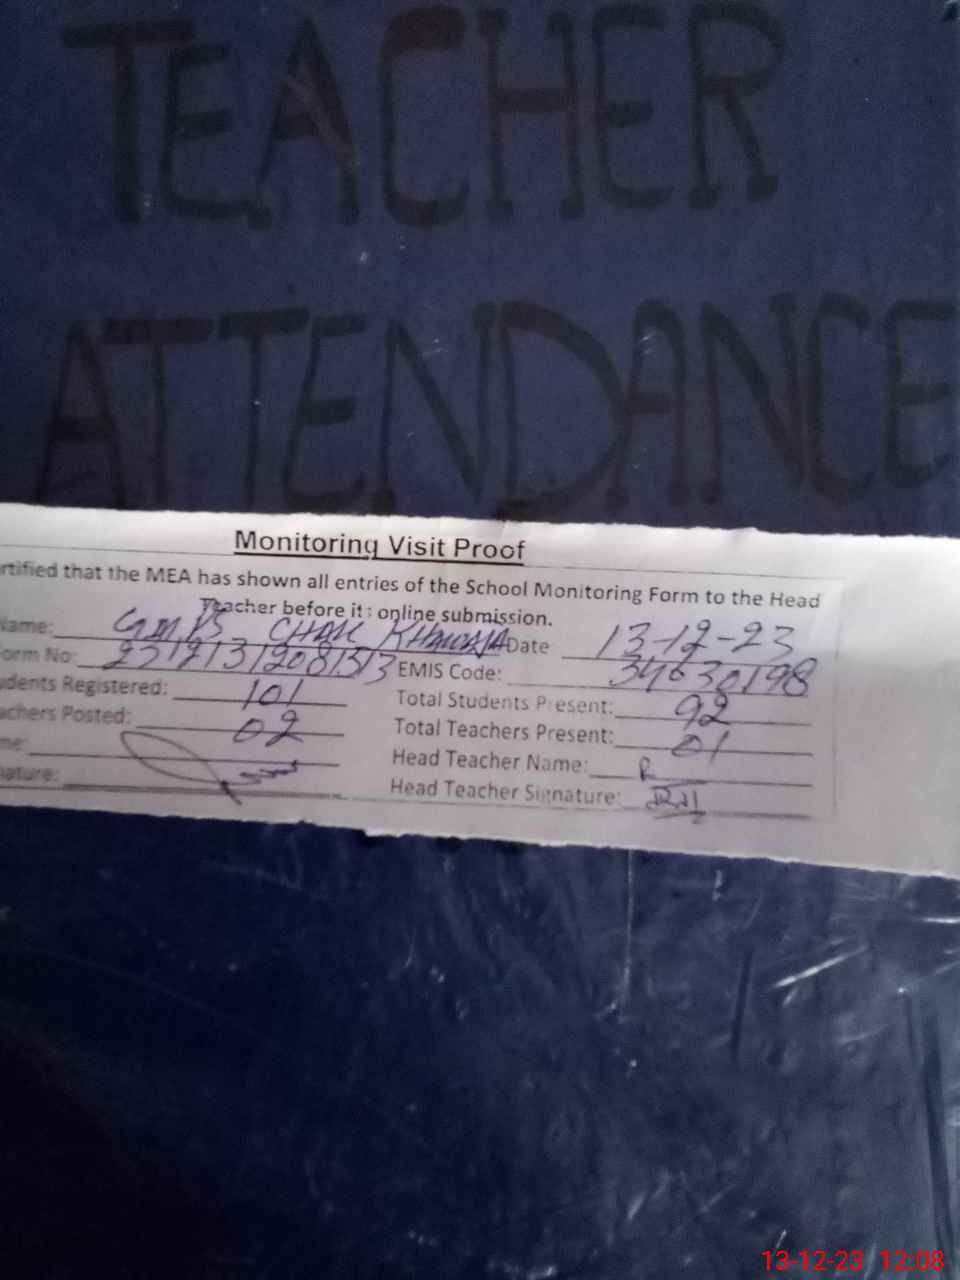 TEACHER
ATTENDANCE
Monitoring Visit Proof
rtified that the MEA has shown all entries of the School Monitoring Form to the Head
Teacher before it's online submission.
Name: GMPS CHAK KHAWAJA Date 13-12-23
orm No: EMIS Code: 34630198
dents Registered: 101 Total Students Present: 92
achers Posted: 02 Total Teachers Present: 01
me: Head Teacher Name: R
nature: Head Teacher Signature:
13-12-23 12:08